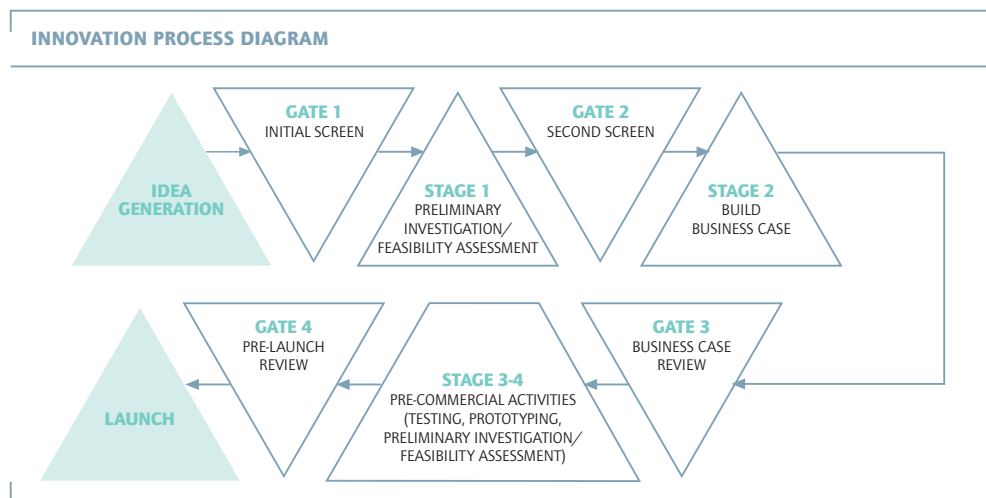 INNOVATION PROCESS DIAGRAM
IDEA
GENERATION
GATE 1
INITIAL SCREEN
STAGE 1
PRELIMINARY
INVESTIGATION/
FEASIBILITY ASSESSMENT
GATE 2
SECOND SCREEN
STAGE 2
BUILD
BUSINESS CASE
GATE 3
BUSINESS CASE
REVIEW
STAGE 3-4
PRE-COMMERCIAL ACTIVITIES
(TESTING, PROTOTYPING,
PRELIMINARY INVESTIGATION/
FEASIBILITY ASSESSMENT)
GATE 4
PRE-LAUNCH
REVIEW
LAUNCH